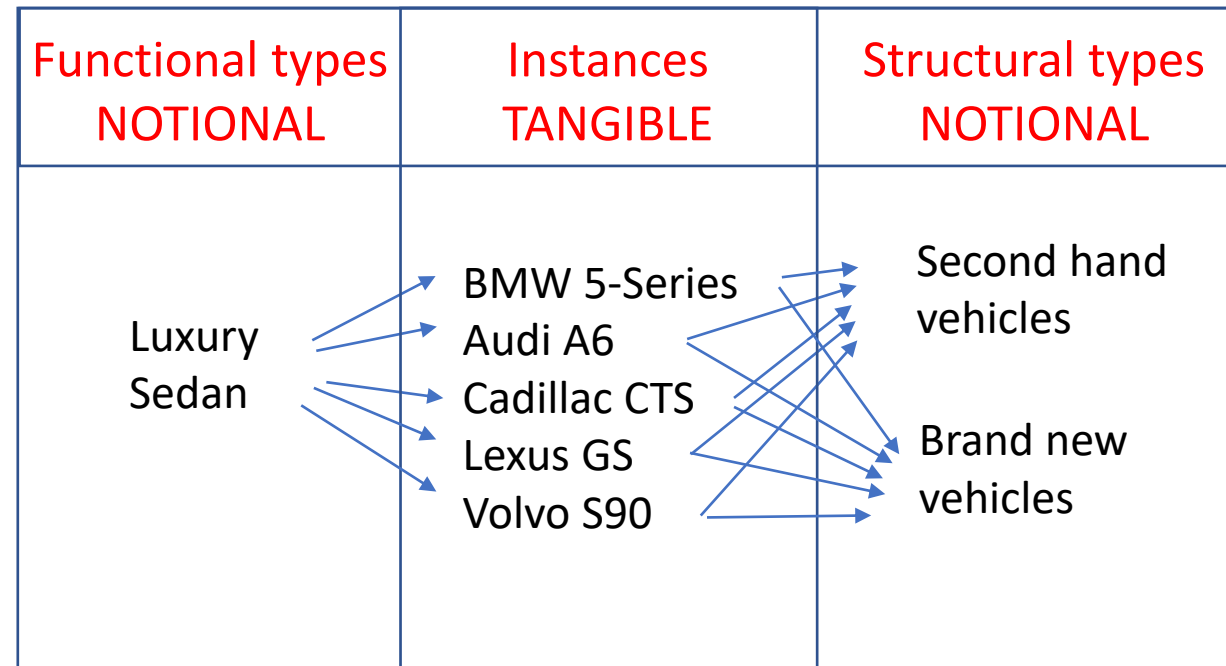 Functional types
NOTIONAL
Instances
TANGIBLE
Structural types
NOTIONAL
Luxury
Sedan
BMW 5-Series
Audi A6
Cadillac CTS
Lexus GS
Volvo S90
Second hand
vehicles
Brand new
vehicles